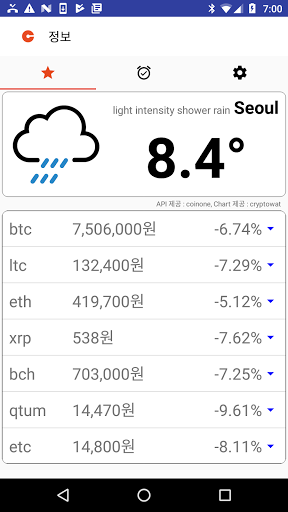 7:00
정보
light intensity shower rain Seoul
8.4°
API 제공 : coinone, Chart 제공 : cryptowat
btc 7,506,000원 -6.74%
ltc 132,400원 -7.29%
eth 419,700원 -5.12%
xrp 538원 -7.62%
bch 703,000원 -7.25%
qtum 14,470원 -9.61%
etc 14,800원 -8.11%